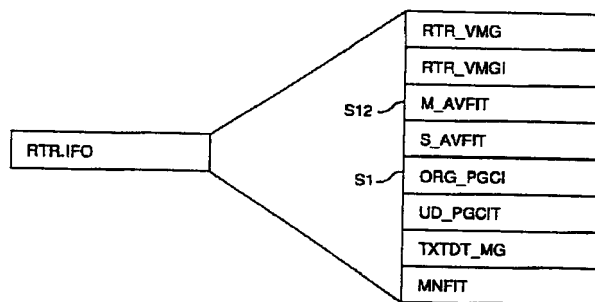 RTR.IFO
RTR_VMG
RTR_VMGI
S12 M_AVFIT
S_AVFIT
S1 ORG_PGCI
UD_PGCIT
TXTDT_MG
MNFIT